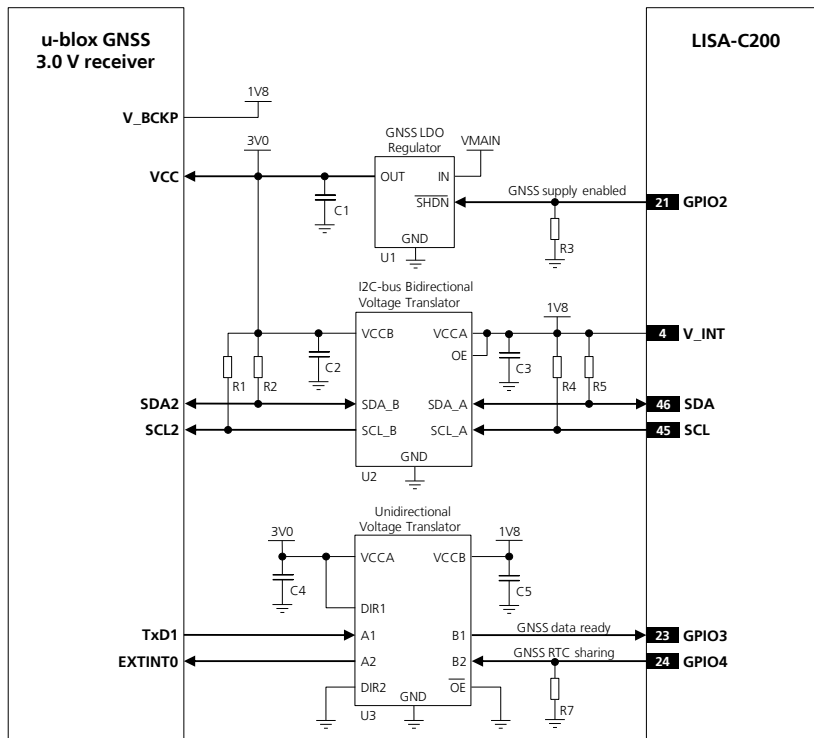 u-blox GNSS
3.0 V receiver
LISA-C200
1V8
V_BCKP
3V0
GNSS LDO
Regulator
VMAIN
VCC
OUT
IN
GNSS supply enabled
C1
SHDN
21 GPIO2
GND
R3
U1
I2C-bus Bidirectional
Voltage Translator
1V8
VCCB
VCCA
4 V_INT
OE
C2
C3
R1
R2
R4
R5
SDA2
SDA_B
SDA_A
46 SDA
SCL2
SCL_B
SCL_A
45 SCL
GND
U2
Unidirectional
Voltage Translator
3V0
1V8
VCCA
VCCB
C4
C5
DIR1
TxD1
A1
B1
GNSS data ready
23 GPIO3
EXTINT0
A2
B2
GNSS RTC sharing
24 GPIO4
DIR2
OE
GND
R7
U3